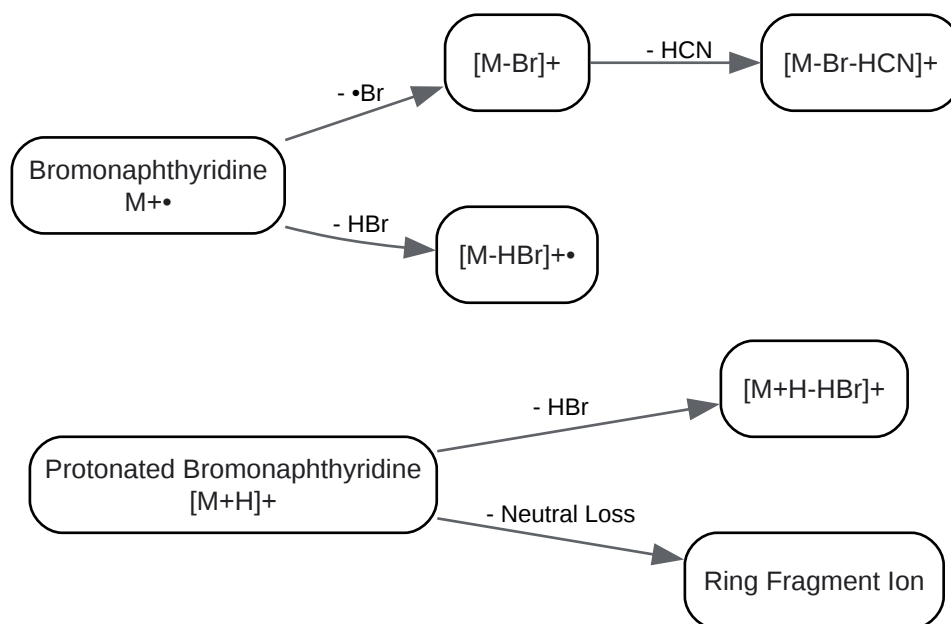 [M-Br]+
- HCN
[M-Br-HCN]+
- •Br
Bromonaphthyridine
M+•
- HBr
[M-HBr]+•
[M+H-HBr]+
- HBr
Protonated Bromonaphthyridine
[M+H]+
- Neutral Loss
Ring Fragment Ion